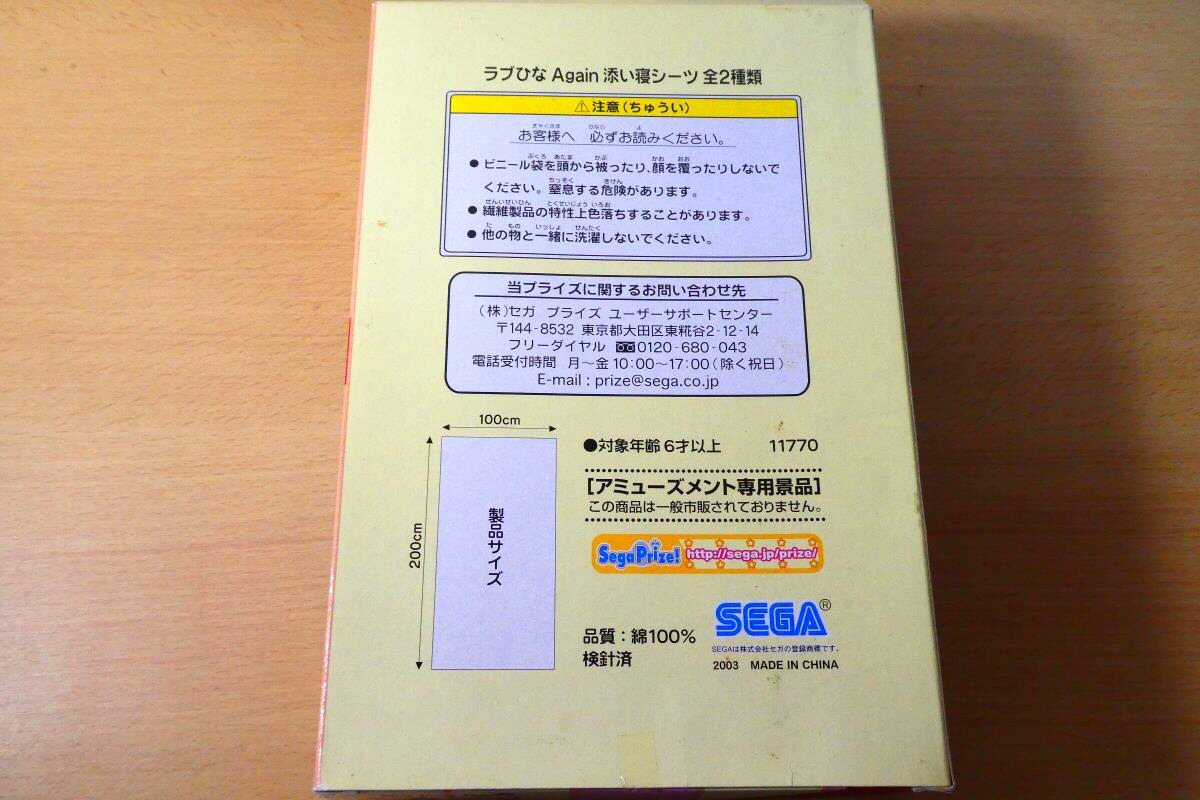 ラブひな Again 添い寝シーツ 全2種類
⚠注意(ちゅうい)
お客様へ 必ずお読みください。
●ビニール袋を頭から被ったり、顔を覆ったりしないで
ください。窒息する危険があります。
●繊維製品の特性上色落ちすることがあります。
●他の物と一緒に洗濯しないでください。
当プライズに関するお問い合わせ先
(株)セガ プライズ ユーザーサポートセンター
〒144-8532 東京都大田区東糀谷2-12-14
フリーダイヤル 0120-680-043
電話受付時間 月～金 10:00～17:00(除く祝日)
E-mail : prize@sega.co.jp
100cm
200cm
製品サイズ
●対象年齢 6才以上 11770
[アミューズメント専用景品]
この商品は一般市販されておりません。
SegaPrize! http://sega.jp/prize/
品質：綿100%
検針済
SEGA®
SEGAは株式会社セガの登録商標です。
2003 MADE IN CHINA